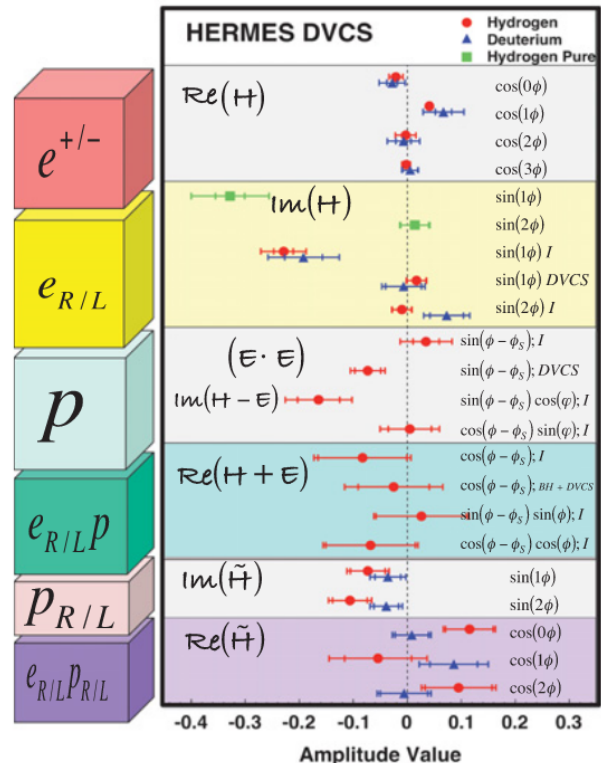 HERMES DVCS
Hydrogen
Deuterium
Hydrogen Pure
e^{+/-}
Re(H)
cos(0ϕ)
cos(1ϕ)
cos(2ϕ)
cos(3ϕ)
e_{R/L}
Im(H)
sin(1ϕ)
sin(2ϕ)
sin(1ϕ) I
sin(1ϕ) DVCS
sin(2ϕ) I
p
(E · E)
Im(H - E)
sin(ϕ - ϕ_S); I
sin(ϕ - ϕ_S); DVCS
sin(ϕ - ϕ_S) cos(φ); I
cos(ϕ - ϕ_S) sin(φ); I
e_{R/L}p
Re(H + E)
cos(ϕ - ϕ_S); I
cos(ϕ - ϕ_S); BH + DVCS
sin(ϕ - ϕ_S) sin(ϕ); I
cos(ϕ - ϕ_S) cos(ϕ); I
p_{R/L}
Im(H̃)
sin(1ϕ)
sin(2ϕ)
e_{R/L}p_{R/L}
Re(H̃)
cos(0ϕ)
cos(1ϕ)
cos(2ϕ)
-0.4 -0.3 -0.2 -0.1 0 0.1 0.2 0.3
Amplitude Value